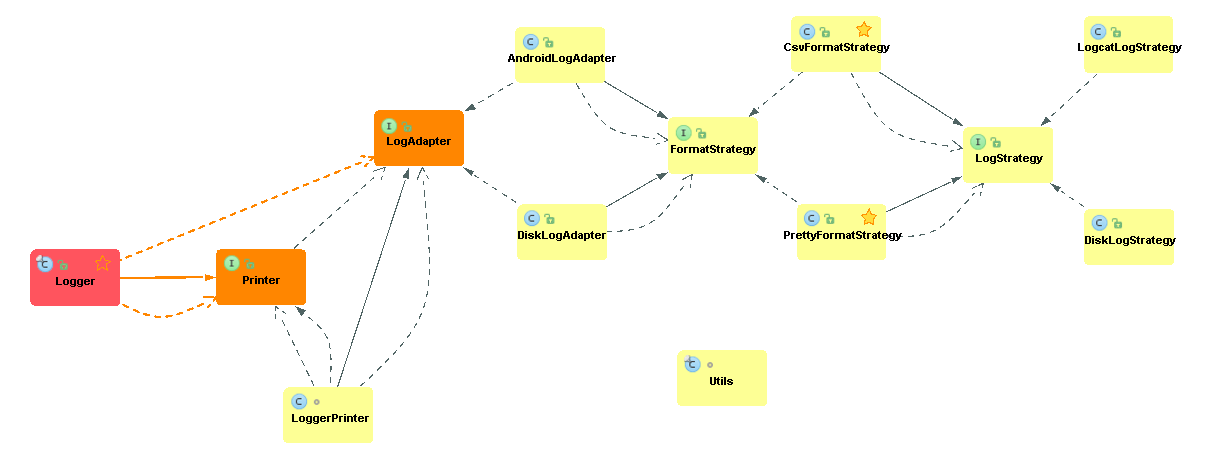 C
CsvFormatStrategy
C
LogcatLogStrategy
C
AndroidLogAdapter
I
LogAdapter
I
FormatStrategy
I
LogStrategy
C
DiskLogAdapter
C
PrettyFormatStrategy
C
DiskLogStrategy
C
Logger
I
Printer
C
Utils
C
LoggerPrinter